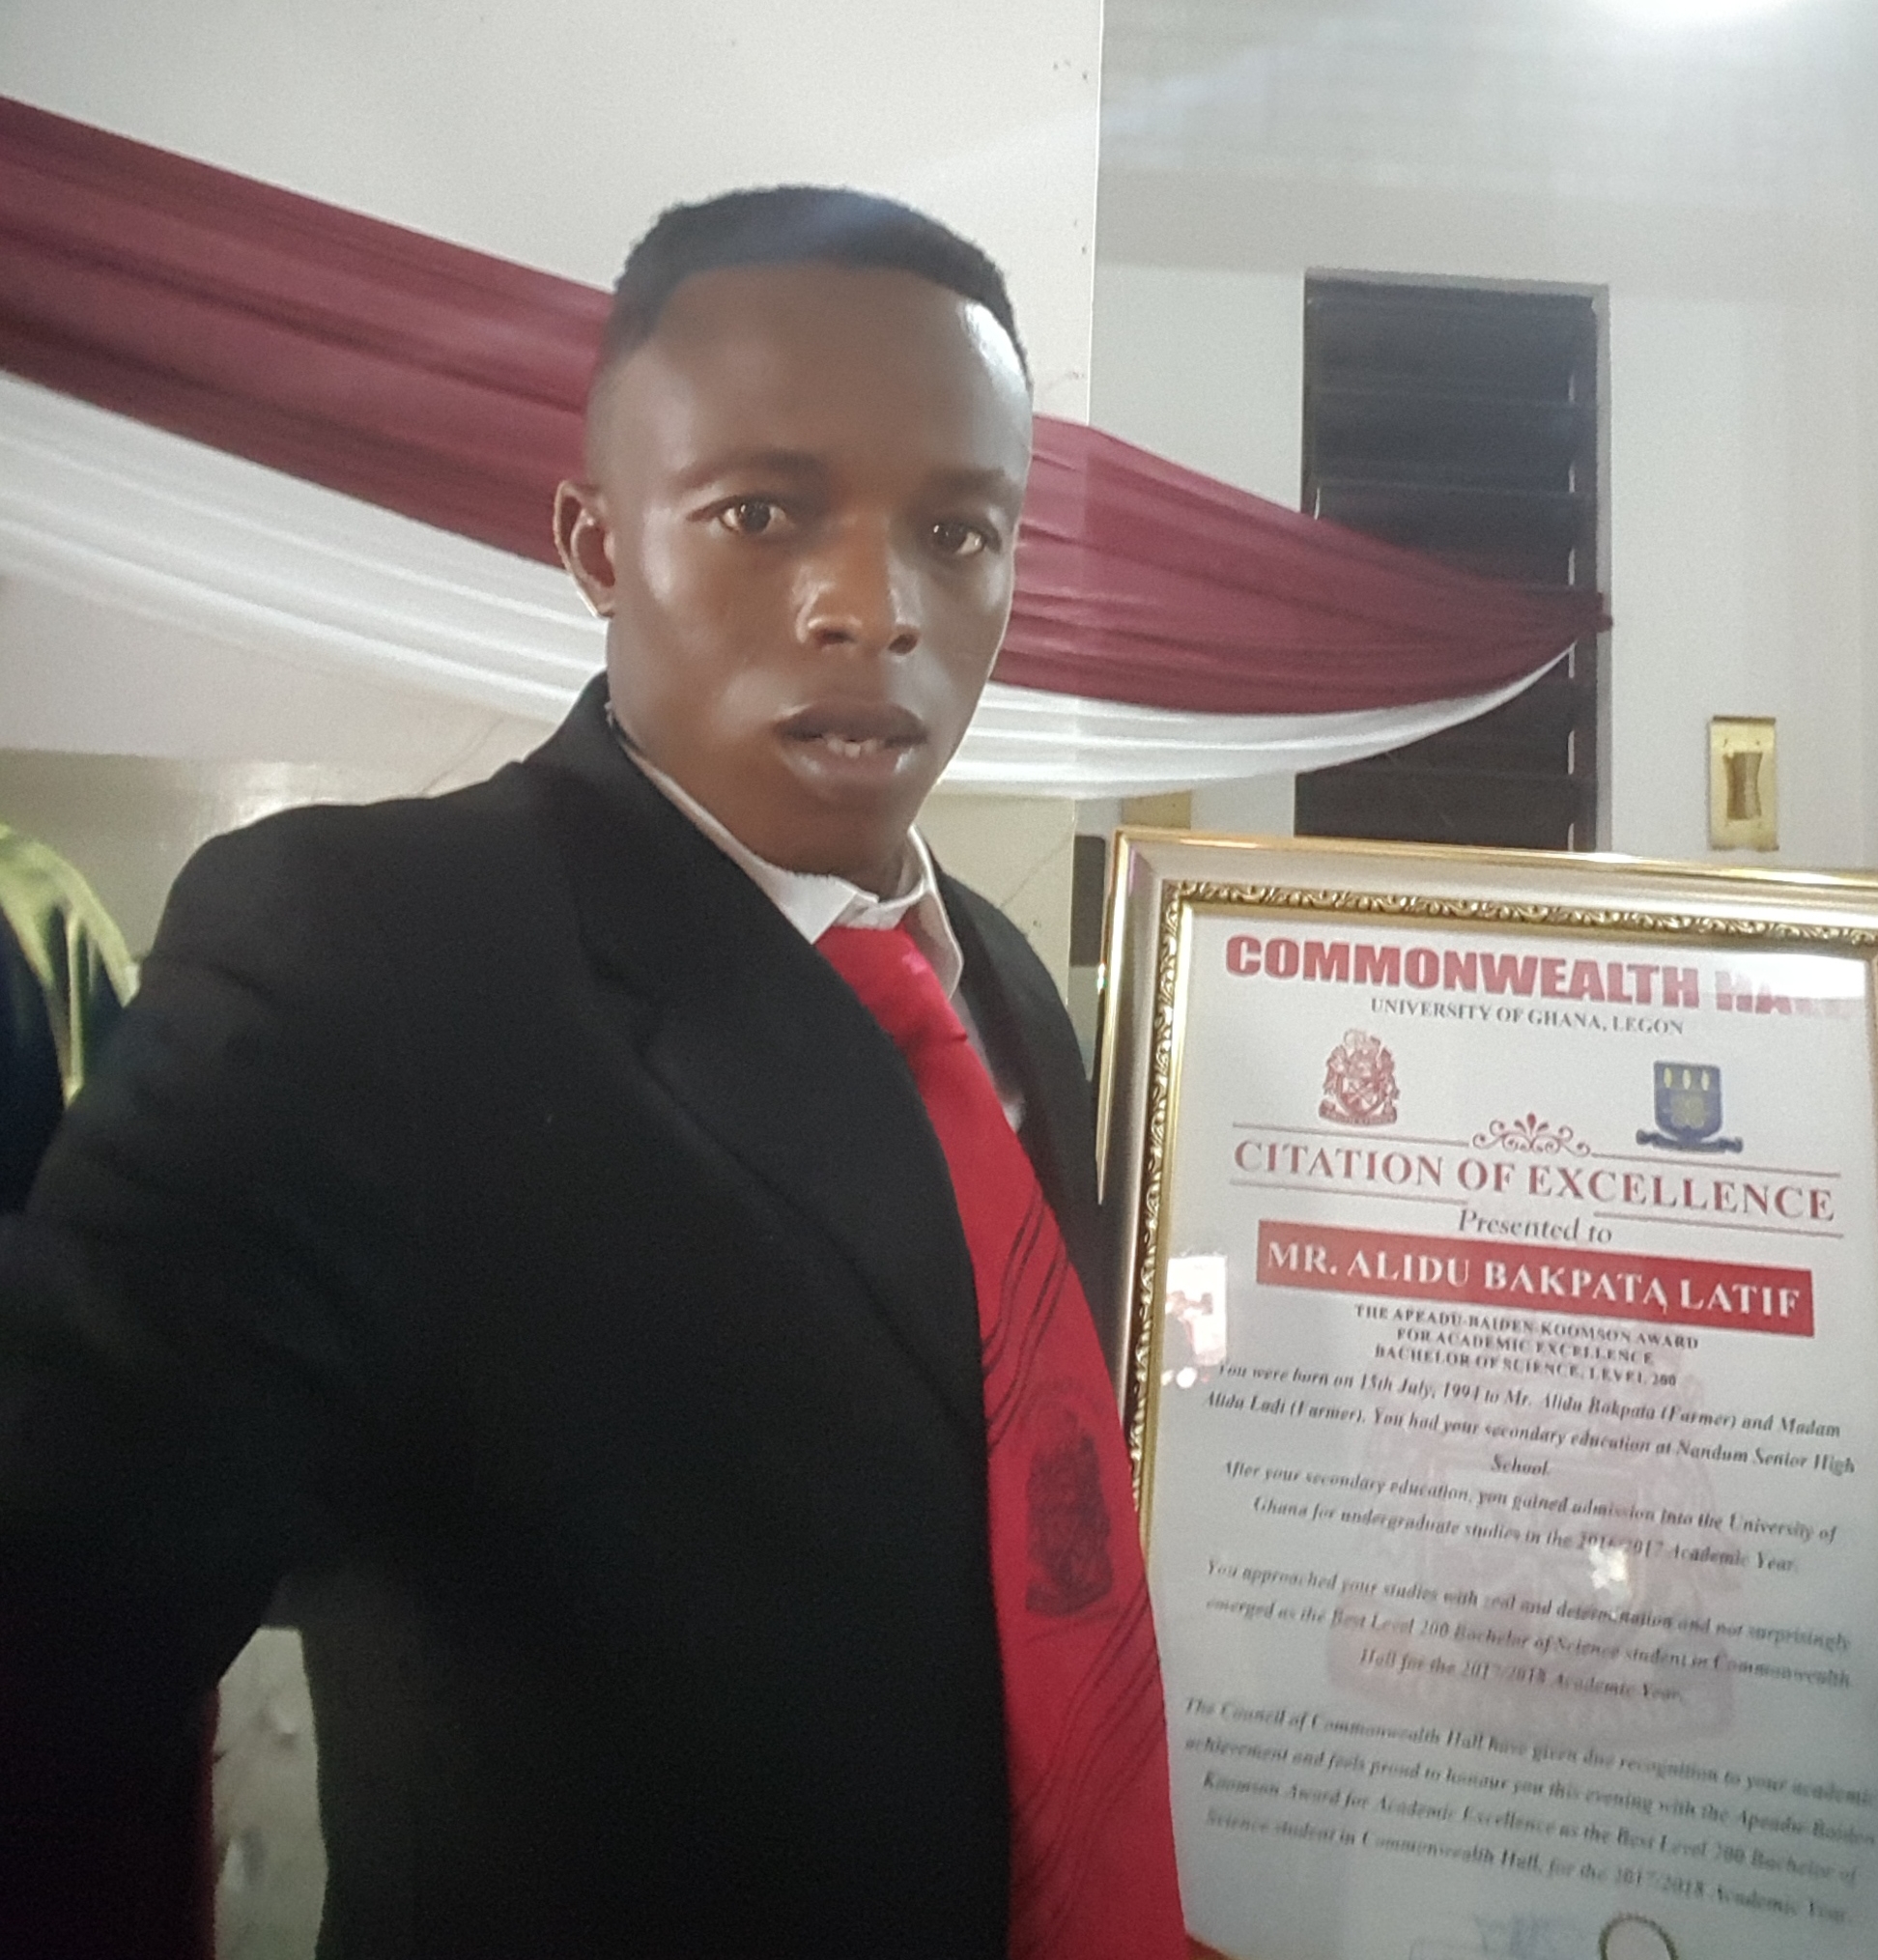 COMMONWEALTH HALL
UNIVERSITY OF GHANA, LEGON
CITATION OF EXCELLENCE
Presented to
MR. ALIDU BAKPATA LATIF
THE APEADU-BAIDEN-KOOMSON AWARD
FOR ACADEMIC EXCELLENCE
BACHELOR OF SCIENCE, LEVEL 200
You were born on 15th July, 1994 to Mr. Alidu Bakpata (Farmer) and Madam
Alidu Ladi (Farmer). You had your secondary education at Nandum Senior High
School.
After your secondary education, you gained admission into the University of
Ghana for undergraduate studies in the 2016/2017 Academic Year.
You approached your studies with zeal and determination and not surprisingly
emerged as the Best Level 200 Bachelor of Science student in Commonwealth
Hall for the 2017/2018 Academic Year.
The Council of Commonwealth Hall have given due recognition to your academic
achievement and feels proud to honour you this evening with the Apeadu-Baiden
Koomson Award for Academic Excellence as the Best Level 200 Bachelor of
Science student in Commonwealth Hall, for the 2017/2018 Academic Year.